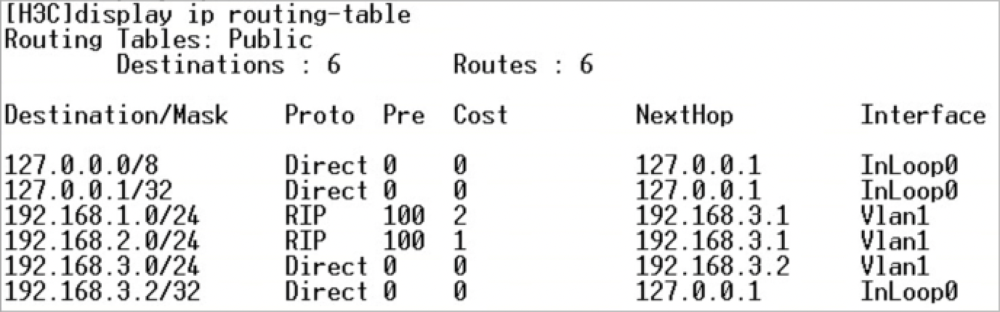 [H3C]display ip routing-table
Routing Tables: Public
Destinations : 6 Routes : 6
Destination/Mask Proto Pre Cost NextHop Interface
127.0.0.0/8 Direct 0 0 127.0.0.1 InLoop0
127.0.0.1/32 Direct 0 0 127.0.0.1 InLoop0
192.168.1.0/24 RIP 100 2 192.168.3.1 Vlan1
192.168.2.0/24 RIP 100 1 192.168.3.1 Vlan1
192.168.3.0/24 Direct 0 0 192.168.3.2 Vlan1
192.168.3.2/32 Direct 0 0 127.0.0.1 InLoop0